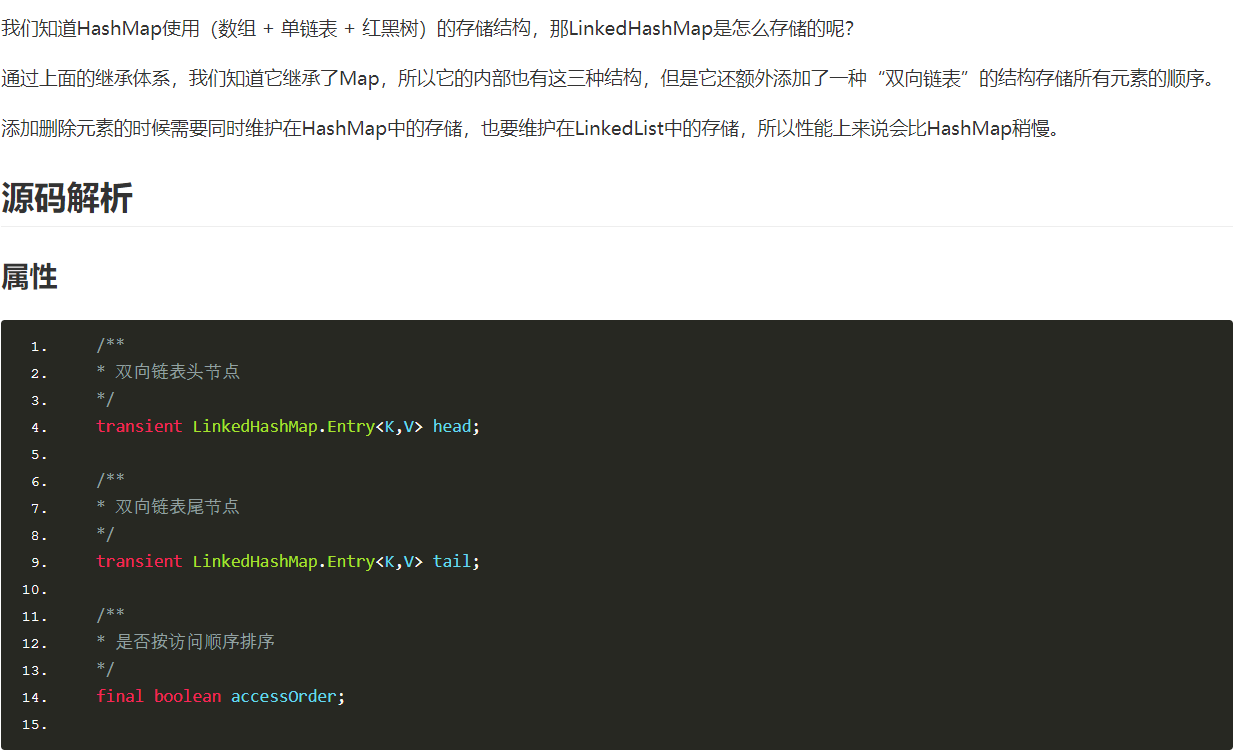 我们知道HashMap使用（数组 + 单链表 + 红黑树）的存储结构，那LinkedHashMap是怎么存储的呢？
通过上面的继承体系，我们知道它继承了Map，所以它的内部也有这三种结构，但是它还额外添加了一种“双向链表”的结构存储所有元素的顺序。
添加删除元素的时候需要同时维护在HashMap中的存储，也要维护在LinkedList中的存储，所以性能上来说会比HashMap稍慢。
源码解析
属性
1. /**
2. * 双向链表头节点
3. */
4. transient LinkedHashMap.Entry<K,V> head;
5.
6. /**
7. * 双向链表尾节点
8. */
9. transient LinkedHashMap.Entry<K,V> tail;
10.
11. /**
12. * 是否按访问顺序排序
13. */
14. final boolean accessOrder;
15.